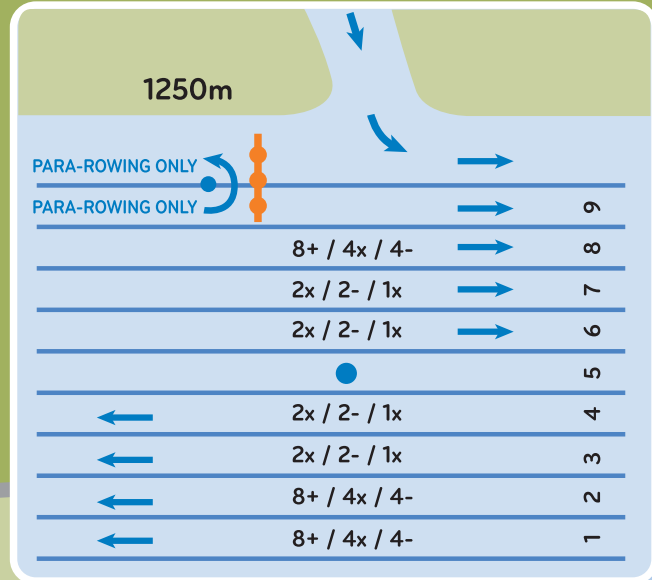 1250m
PARA-ROWING ONLY
PARA-ROWING ONLY 9
8+ / 4x / 4- 8
2x / 2- / 1x 7
2x / 2- / 1x 6
5
2x / 2- / 1x 4
2x / 2- / 1x 3
8+ / 4x / 4- 2
8+ / 4x / 4- 1